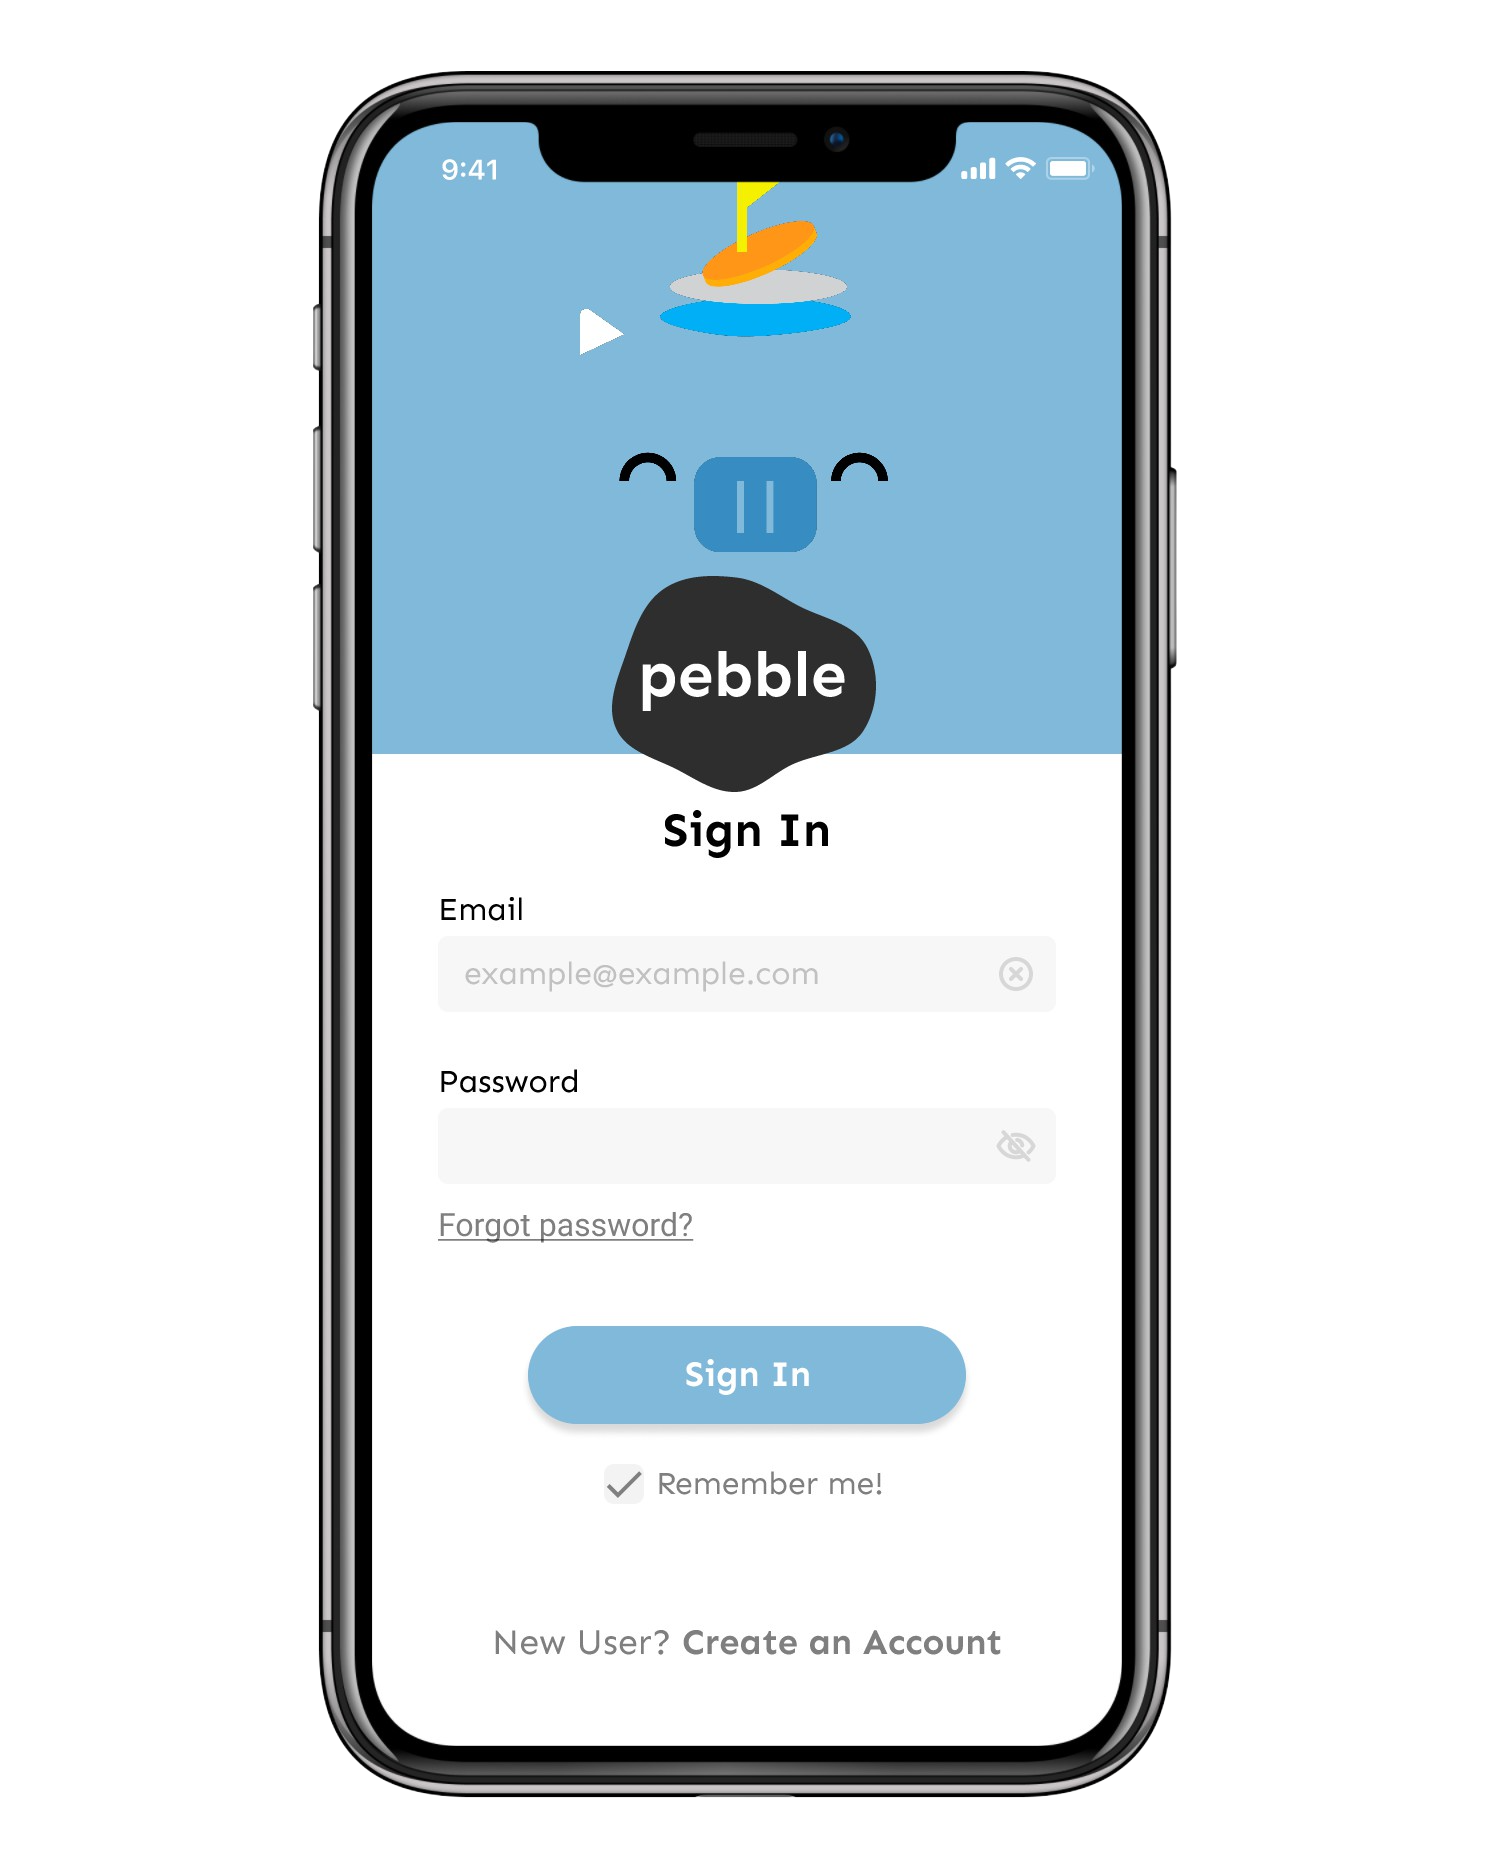 9:41
pebble
Sign In
Email
example@example.com
Password
Forgot password?
Sign In
Remember me!
New User? Create an Account